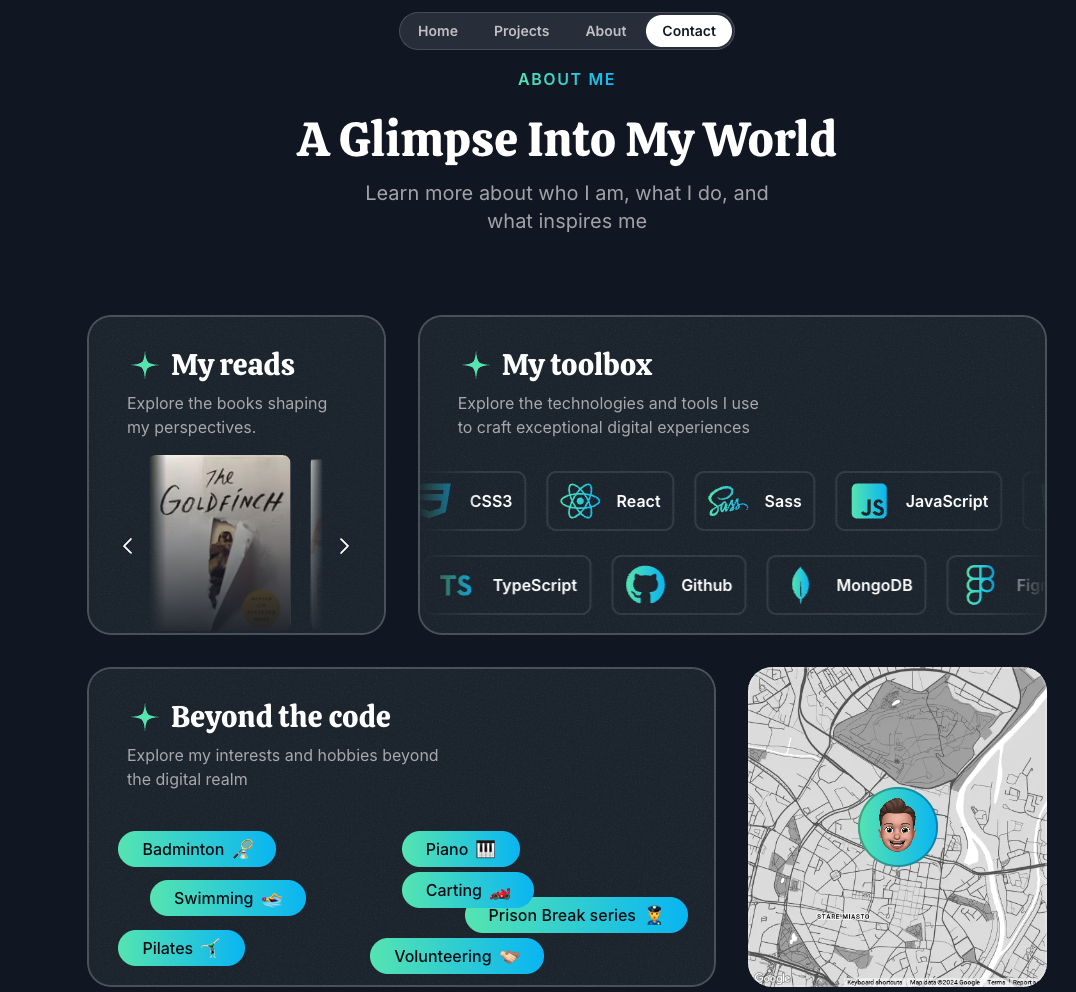 Home Projects About Contact
ABOUT ME
A Glimpse Into My World
Learn more about who I am, what I do, and
what inspires me
My reads
Explore the books shaping
my perspectives.
The
GOLDFINCH
My toolbox
Explore the technologies and tools I use
to craft exceptional digital experiences
CSS3 React Sass Sass JS JavaScript
TS TypeScript Github MongoDB
Beyond the code
Explore my interests and hobbies beyond
the digital realm
Badminton
Swimming
Pilates
Piano
Carting
Prison Break series
Volunteering
STARE MIASTO
Google
Keyboard shortcuts Map data ©2024 Google Terms